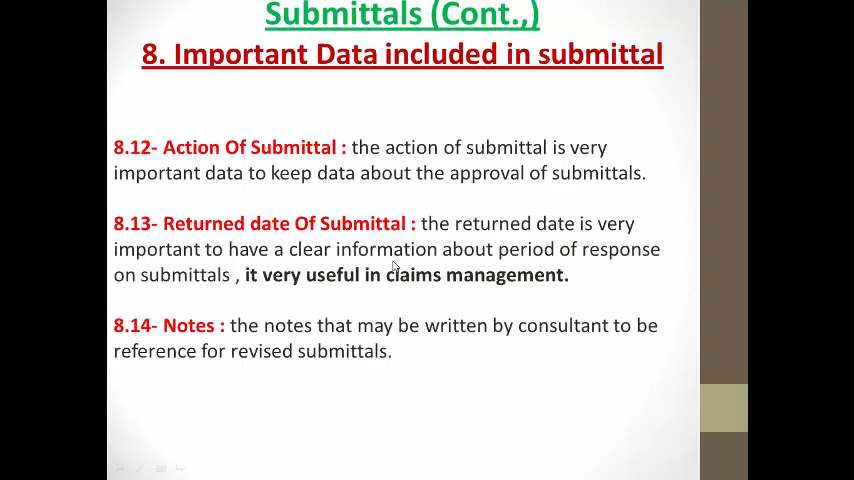 Submittals (Cont.,)
8. Important Data included in submittal
8.12- Action Of Submittal : the action of submittal is very
important data to keep data about the approval of submittals.
8.13- Returned date Of Submittal : the returned date is very
important to have a clear information about period of response
on submittals , it very useful in claims management.
8.14- Notes : the notes that may be written by consultant to be
reference for revised submittals.